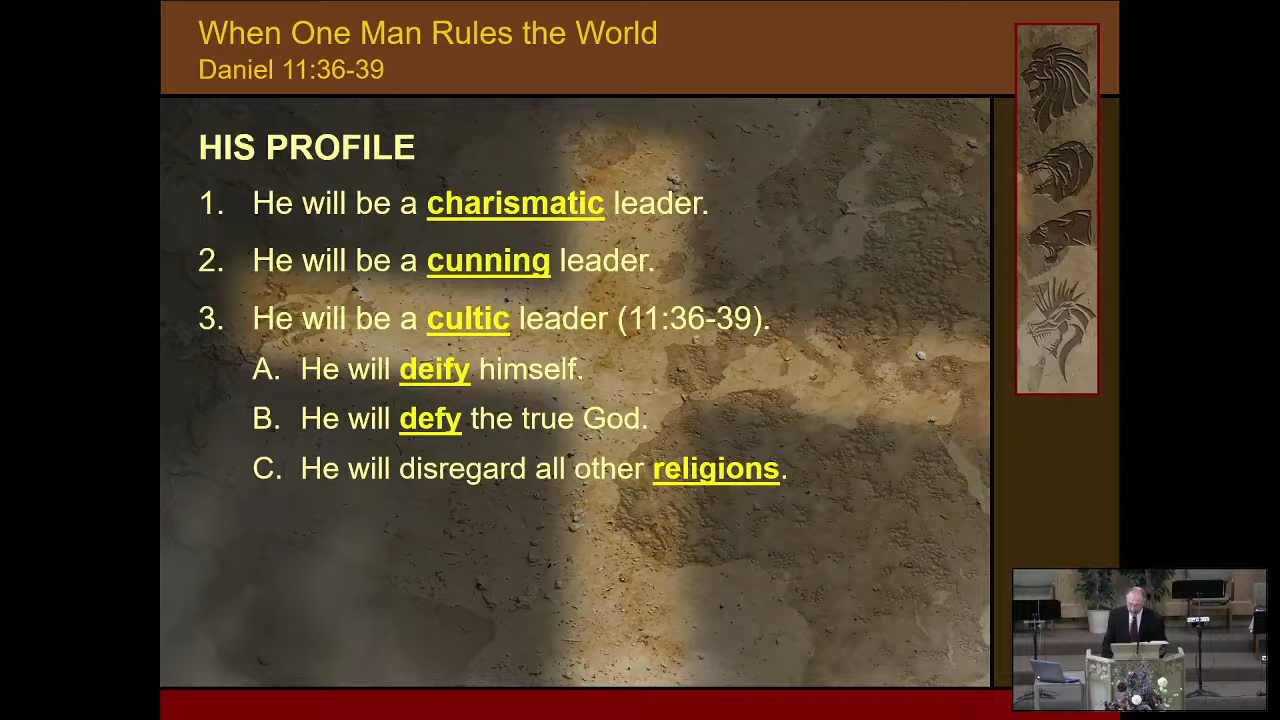 When One Man Rules the World
Daniel 11:36-39
HIS PROFILE
1. He will be a charismatic leader.
2. He will be a cunning leader.
3. He will be a cultic leader (11:36-39).
A. He will deify himself.
B. He will defy the true God.
C. He will disregard all other religions.